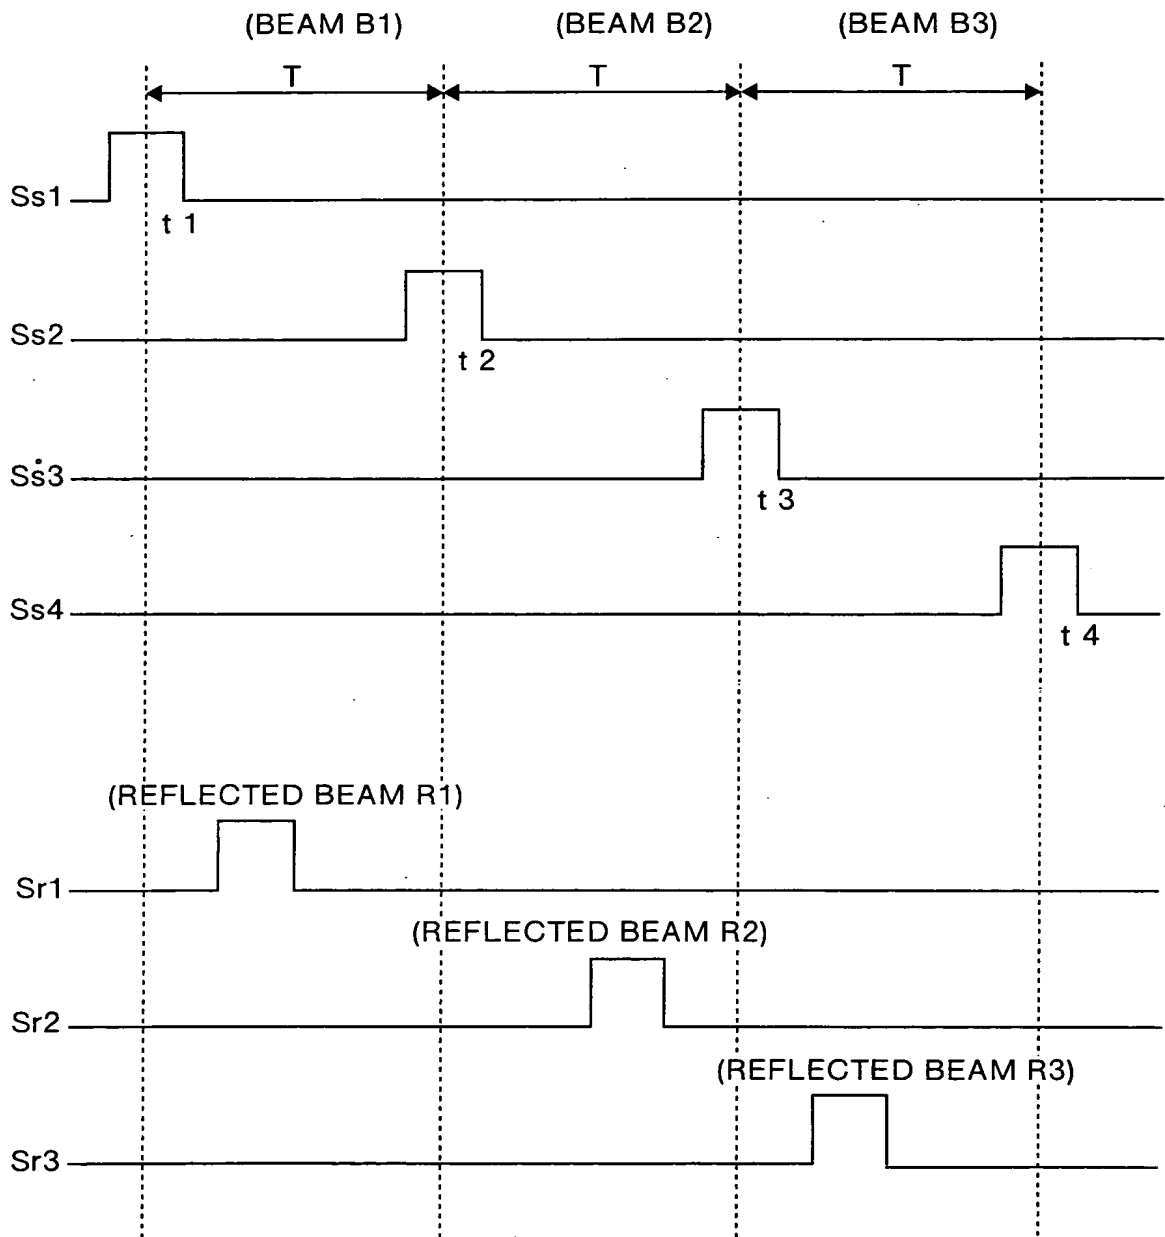 (BEAM B1) (BEAM B2) (BEAM B3)
T T T
Ss1
t 1
Ss2
t 2
Ss3
t 3
Ss4
t 4
(REFLECTED BEAM R1)
Sr1
(REFLECTED BEAM R2)
Sr2
(REFLECTED BEAM R3)
Sr3